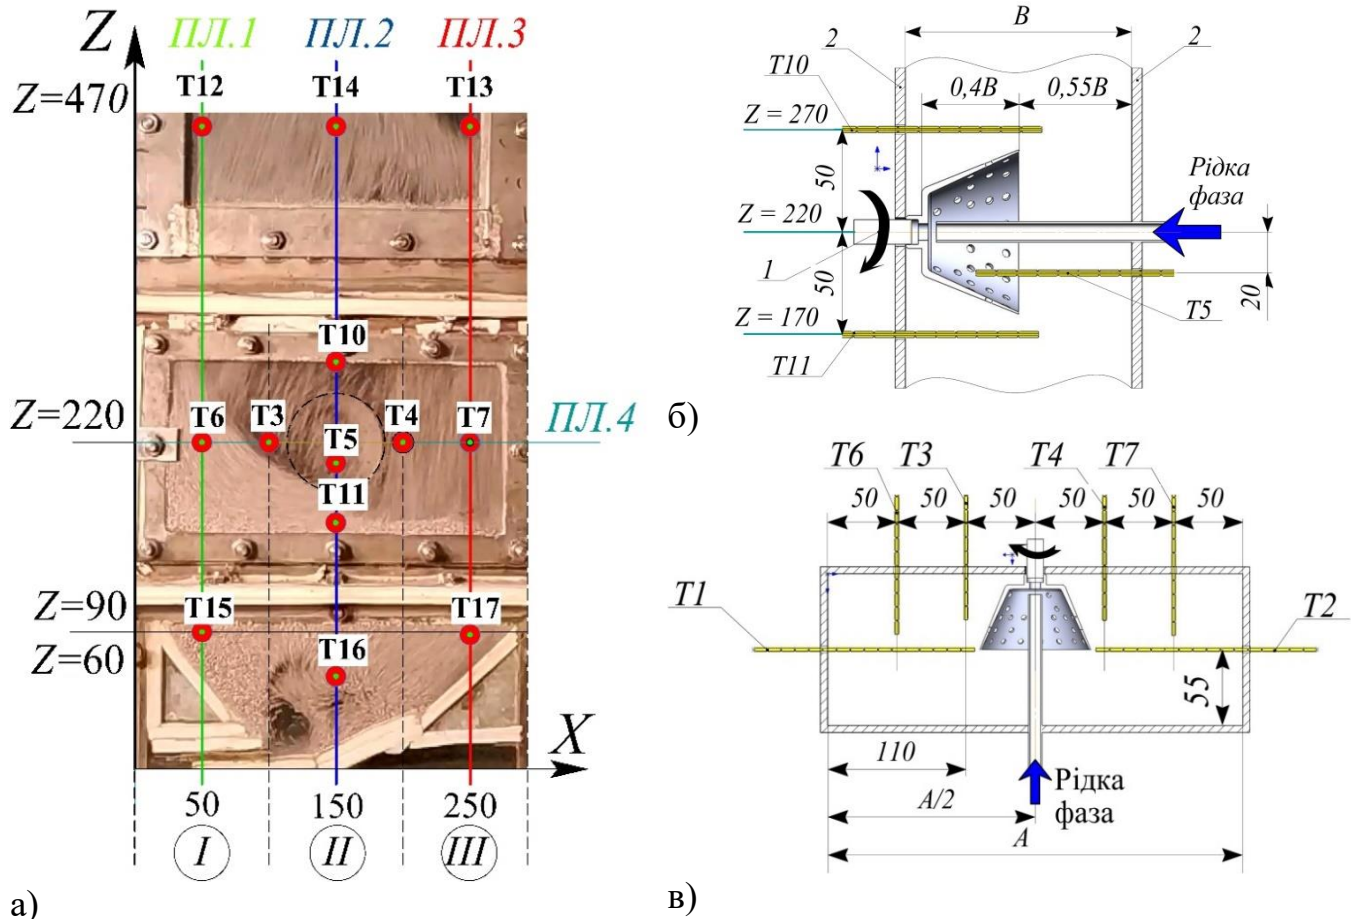 Z
ПЛ.1 ПЛ.2 ПЛ.3
T12 T14 T13
Z=470
T10
Z=220
T6 T3 T4 T7
T5
ПЛ.4
T11
Z=90
T15 T17
Z=60
T16
X
50 150 250
I II III
а)
B
2 2
T10
0,4B 0,55B
Z = 270
50
Рідка
фаза
Z = 220
1
50
20
Z = 170
T5
T11
б)
T6 T3 T4 T7
50 50 50 50 50 50
T1 T2
55
110
A/2
Рідка
фаза
A
в)